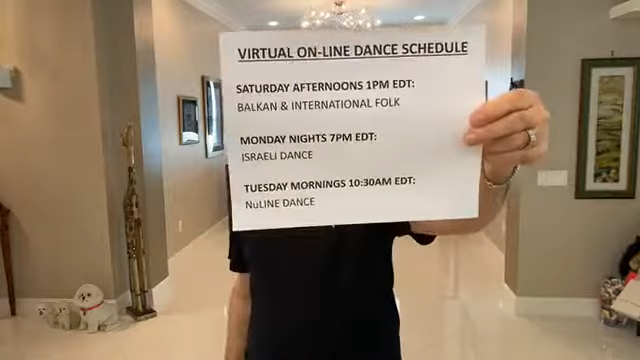 VIRTUAL ON-LINE DANCE SCHEDULE
SATURDAY AFTERNOONS 1PM EDT:
BALKAN & INTERNATIONAL FOLK
MONDAY NIGHTS 7PM EDT:
ISRAELI DANCE
TUESDAY MORNINGS 10:30AM EDT:
NuLINE DANCE